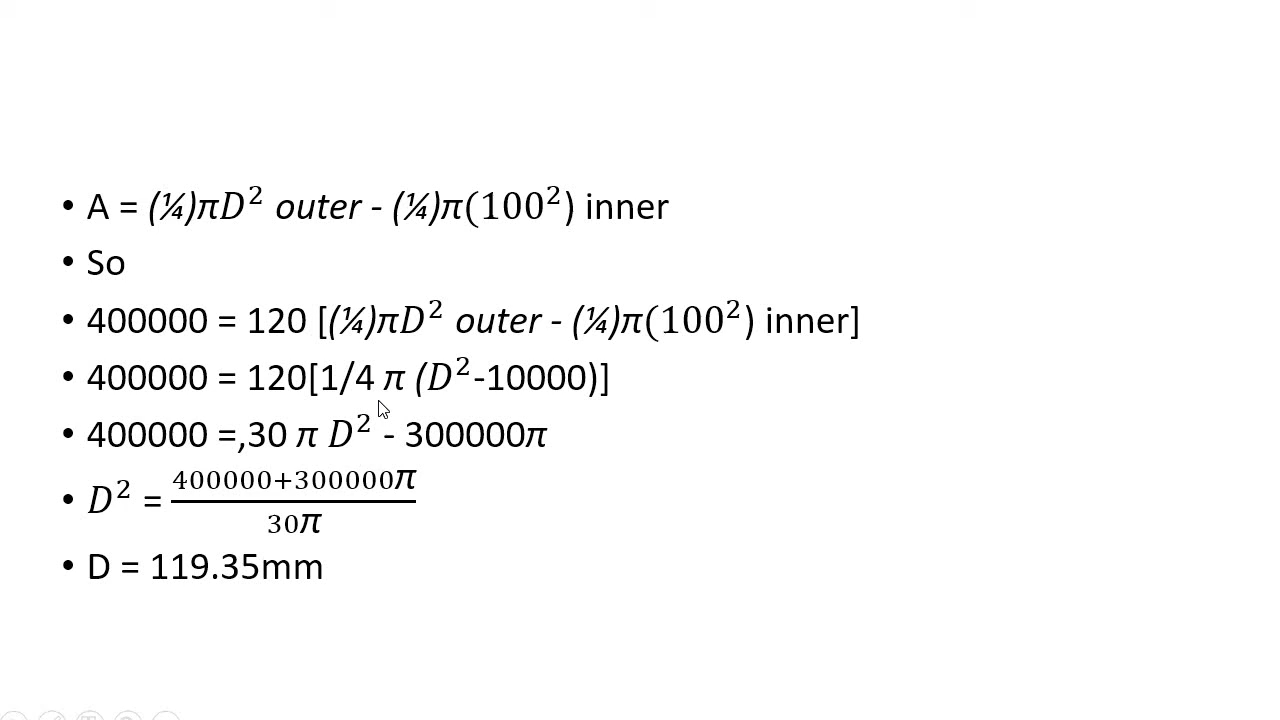 • A = (¼)πD² outer - (¼)π(100²) inner
• So
• 400000 = 120 [(¼)πD² outer - (¼)π(100²) inner]
• 400000 = 120[1/4 π (D²-10000)]
• 400000 =,30 π D² - 300000π
• D² = 400000+300000π / 30π
• D = 119.35mm